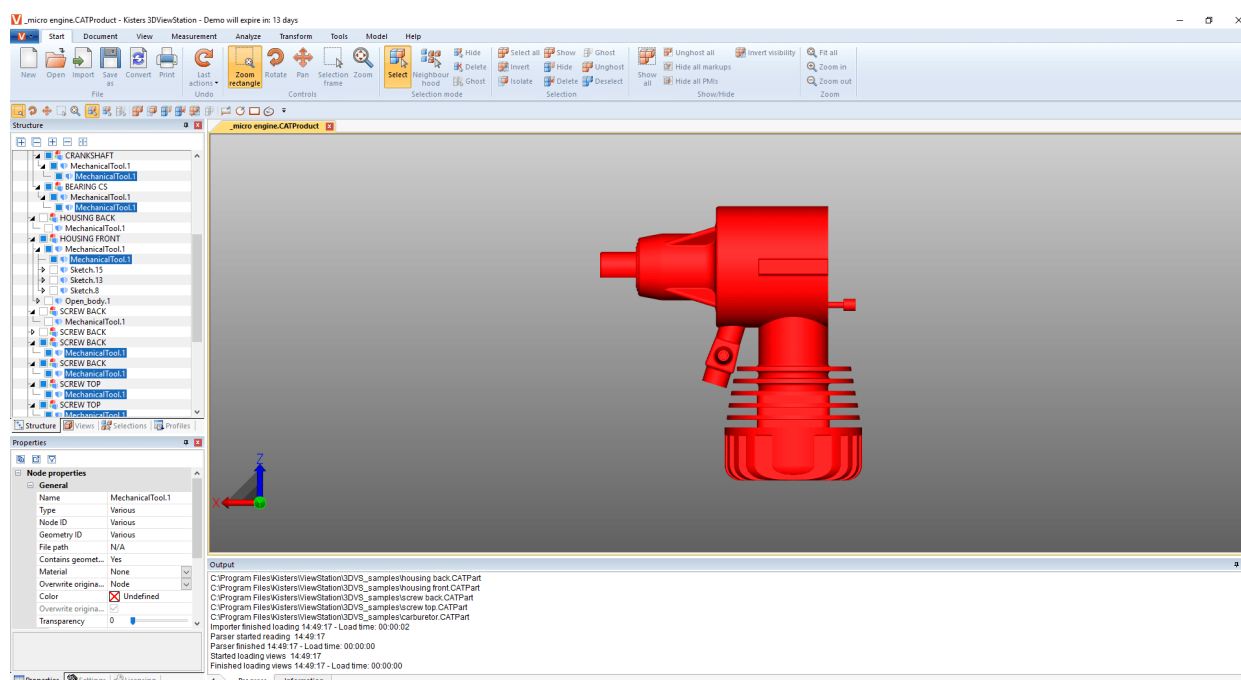 _micro engine.CATProduct - Kisters 3DViewStation - Demo will expire in: 13 days
Start Document View Measurement Analyze Transform Tools Model Help
New Open Import Save as Convert Print
File
Last actions
Undo
Zoom rectangle Rotate Pan Selection frame Zoom
Controls
Select Neighbour hood Hide Delete Ghost
Selection mode
Select all Show Ghost
Invert Hide Unghost
Isolate Delete Deselect
Selection
Show all Unghost all Invert visibility
Hide all markups
Hide all PMIs
Show/Hide
Fit all
Zoom in
Zoom out
Zoom
Structure
_micro engine.CATProduct
CRANKSHAFT
MechanicalTool.1
MechanicalTool.1
BEARING CS
MechanicalTool.1
MechanicalTool.1
HOUSING BACK
MechanicalTool.1
HOUSING FRONT
MechanicalTool.1
MechanicalTool.1
Sketch.15
Sketch.13
Sketch.8
Open_body.1
SCREW BACK
MechanicalTool.1
SCREW BACK
SCREW BACK
MechanicalTool.1
SCREW BACK
MechanicalTool.1
SCREW TOP
MechanicalTool.1
SCREW TOP
MechanicalTool.1
Structure Views Selections Profiles
Properties
Node properties
General
Name MechanicalTool.1
Type Various
Node ID Various
Geometry ID Various
File path N/A
Contains geomet... Yes
Material None
Overwrite origina... Node
Color Undefined
Overwrite origina...
Transparency 0
Properties Settings Licensing
Z
X
Output
C:\Program Files\Kisters\ViewStation\3DVS_samples\housing back.CATPart
C:\Program Files\Kisters\ViewStation\3DVS_samples\housing front.CATPart
C:\Program Files\Kisters\ViewStation\3DVS_samples\screw back.CATPart
C:\Program Files\Kisters\ViewStation\3DVS_samples\screw top.CATPart
C:\Program Files\Kisters\ViewStation\3DVS_samples\carburetor.CATPart
Importer finished loading 14:49:17 - Load time: 00:00:02
Parser started reading 14:49:17
Parser finished 14:49:17 - Load time: 00:00:00
Started loading views 14:49:17
Finished loading views 14:49:17 - Load time: 00:00:00
Progress Information